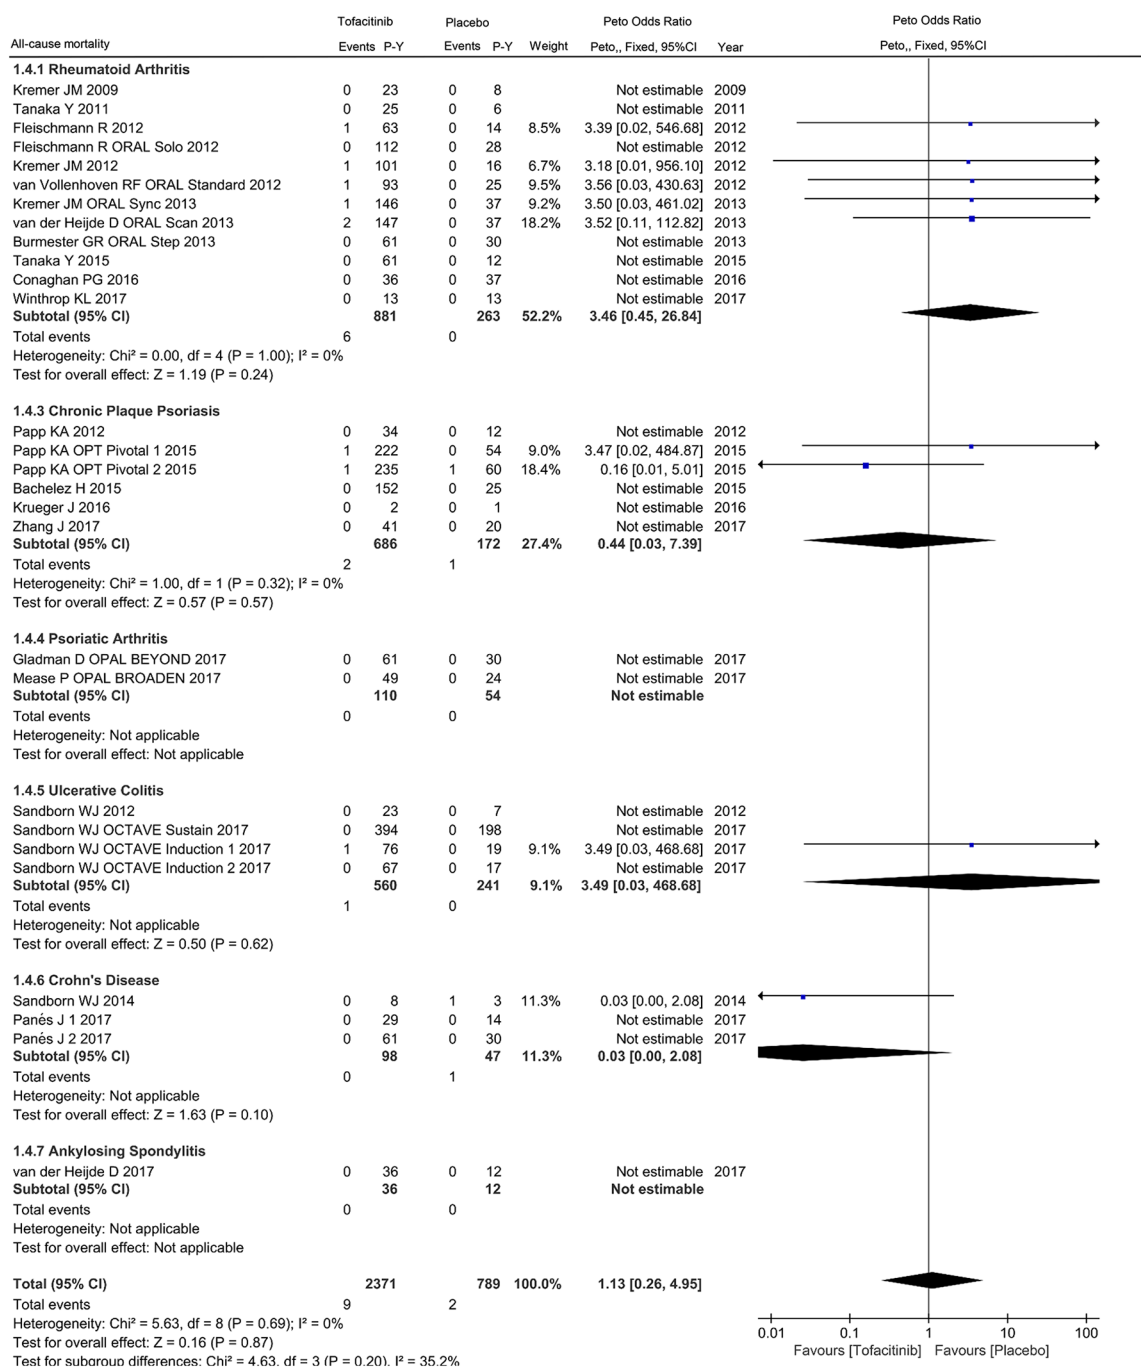 Tofacitinib Placebo Peto Odds Ratio Peto Odds Ratio
All-cause mortality Events P-Y Events P-Y Weight Peto,, Fixed, 95%CI Year Peto,, Fixed, 95%CI
1.4.1 Rheumatoid Arthritis
Kremer JM 2009 0 23 0 8 Not estimable 2009
Tanaka Y 2011 0 25 0 6 Not estimable 2011
Fleischmann R 2012 1 63 0 14 8.5% 3.39 [0.02, 546.68] 2012
Fleischmann R ORAL Solo 2012 0 112 0 28 Not estimable 2012
Kremer JM 2012 1 101 0 16 6.7% 3.18 [0.01, 956.10] 2012
van Vollenhoven RF ORAL Standard 2012 1 93 0 25 9.5% 3.56 [0.03, 430.63] 2012
Kremer JM ORAL Sync 2013 1 146 0 37 9.2% 3.50 [0.03, 461.02] 2013
van der Heijde D ORAL Scan 2013 2 147 0 37 18.2% 3.52 [0.11, 112.82] 2013
Burmester GR ORAL Step 2013 0 61 0 30 Not estimable 2013
Tanaka Y 2015 0 61 0 12 Not estimable 2015
Conaghan PG 2016 0 36 0 37 Not estimable 2016
Winthrop KL 2017 0 13 0 13 Not estimable 2017
Subtotal (95% CI) 881 263 52.2% 3.46 [0.45, 26.84]
Total events 6 0
Heterogeneity: Chi² = 0.00, df = 4 (P = 1.00); I² = 0%
Test for overall effect: Z = 1.19 (P = 0.24)
1.4.3 Chronic Plaque Psoriasis
Papp KA 2012 0 34 0 12 Not estimable 2012
Papp KA OPT Pivotal 1 2015 1 222 0 54 9.0% 3.47 [0.02, 484.87] 2015
Papp KA OPT Pivotal 2 2015 1 235 1 60 18.4% 0.16 [0.01, 5.01] 2015
Bachelez H 2015 0 152 0 25 Not estimable 2015
Krueger J 2016 0 2 0 1 Not estimable 2016
Zhang J 2017 0 41 0 20 Not estimable 2017
Subtotal (95% CI) 686 172 27.4% 0.44 [0.03, 7.39]
Total events 2 1
Heterogeneity: Chi² = 1.00, df = 1 (P = 0.32); I² = 0%
Test for overall effect: Z = 0.57 (P = 0.57)
1.4.4 Psoriatic Arthritis
Gladman D OPAL BEYOND 2017 0 61 0 30 Not estimable 2017
Mease P OPAL BROADEN 2017 0 49 0 24 Not estimable 2017
Subtotal (95% CI) 110 54 Not estimable
Total events 0 0
Heterogeneity: Not applicable
Test for overall effect: Not applicable
1.4.5 Ulcerative Colitis
Sandborn WJ 2012 0 23 0 7 Not estimable 2012
Sandborn WJ OCTAVE Sustain 2017 0 394 0 198 Not estimable 2017
Sandborn WJ OCTAVE Induction 1 2017 1 76 0 19 9.1% 3.49 [0.03, 468.68] 2017
Sandborn WJ OCTAVE Induction 2 2017 0 67 0 17 Not estimable 2017
Subtotal (95% CI) 560 241 9.1% 3.49 [0.03, 468.68]
Total events 1 0
Heterogeneity: Not applicable
Test for overall effect: Z = 0.50 (P = 0.62)
1.4.6 Crohn's Disease
Sandborn WJ 2014 0 8 1 3 11.3% 0.03 [0.00, 2.08] 2014
Panés J 1 2017 0 29 0 14 Not estimable 2017
Panés J 2 2017 0 61 0 30 Not estimable 2017
Subtotal (95% CI) 98 47 11.3% 0.03 [0.00, 2.08]
Total events 0 1
Heterogeneity: Not applicable
Test for overall effect: Z = 1.63 (P = 0.10)
1.4.7 Ankylosing Spondylitis
van der Heijde D 2017 0 36 0 12 Not estimable 2017
Subtotal (95% CI) 36 12 Not estimable
Total events 0 0
Heterogeneity: Not applicable
Test for overall effect: Not applicable
Total (95% CI) 2371 789 100.0% 1.13 [0.26, 4.95]
Total events 9 2
Heterogeneity: Chi² = 5.63, df = 8 (P = 0.69); I² = 0%
Test for overall effect: Z = 0.16 (P = 0.87)
Test for subgroup differences: Chi² = 4.63, df = 3 (P = 0.20), I² = 35.2%
0.01 0.1 1 10 100
Favours [Tofacitinib] Favours [Placebo]